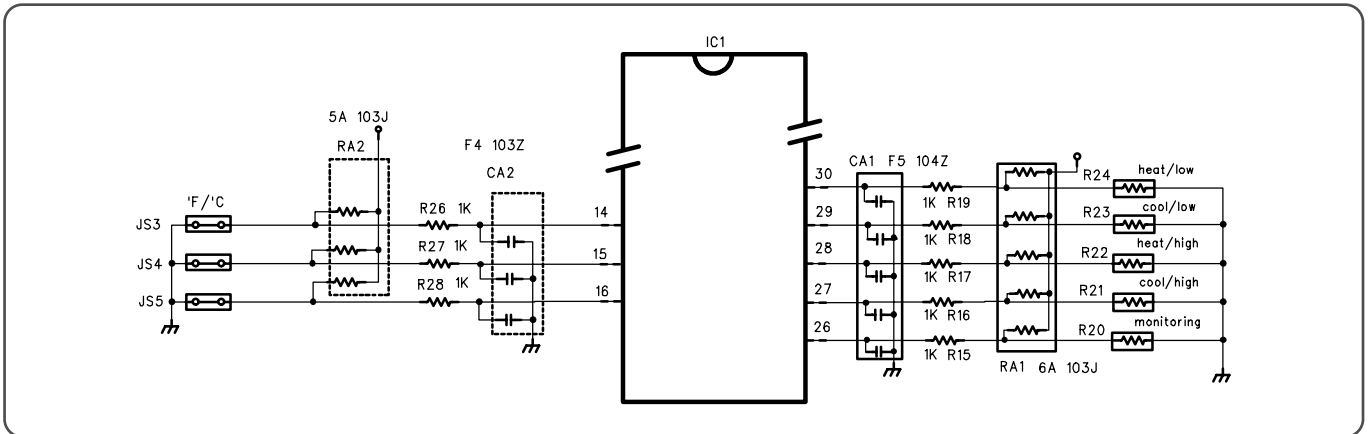 IC1
5A 103J
RA2
F4 103Z
CA2
'F/'C
JS3
JS4
JS5
R26 1K
R27 1K
R28 1K
14
15
16
30
29
28
27
26
CA1 F5 104Z
1K R19
1K R18
1K R17
1K R16
1K R15
RA1 6A 103J
R24 heat/low
R23 cool/low
R22 heat/high
R21 cool/high
R20 monitoring